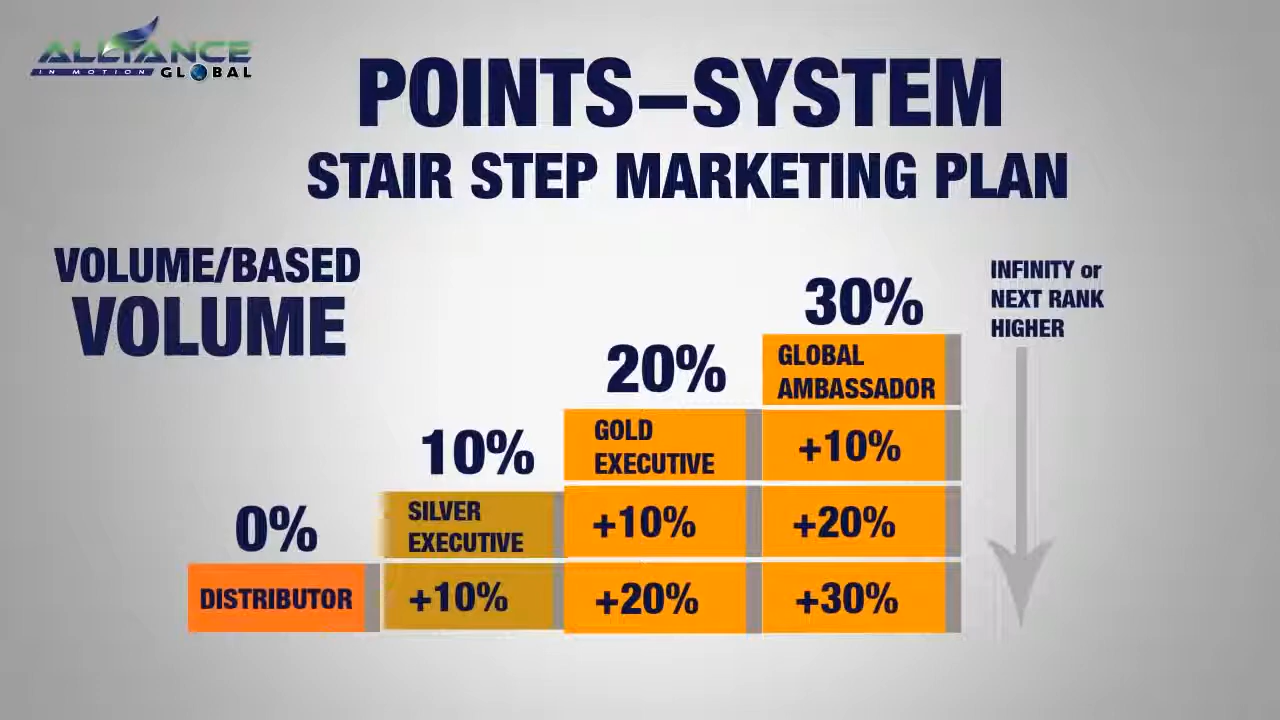 ALLIANCE
IN MOTION GLOBAL
POINTS–SYSTEM
STAIR STEP MARKETING PLAN
VOLUME/BASED
VOLUME
0%
DISTRIBUTOR
10%
SILVER
EXECUTIVE
+10%
20%
GOLD
EXECUTIVE
+10%
+20%
30%
GLOBAL
AMBASSADOR
+10%
+20%
+30%
INFINITY or
NEXT RANK
HIGHER